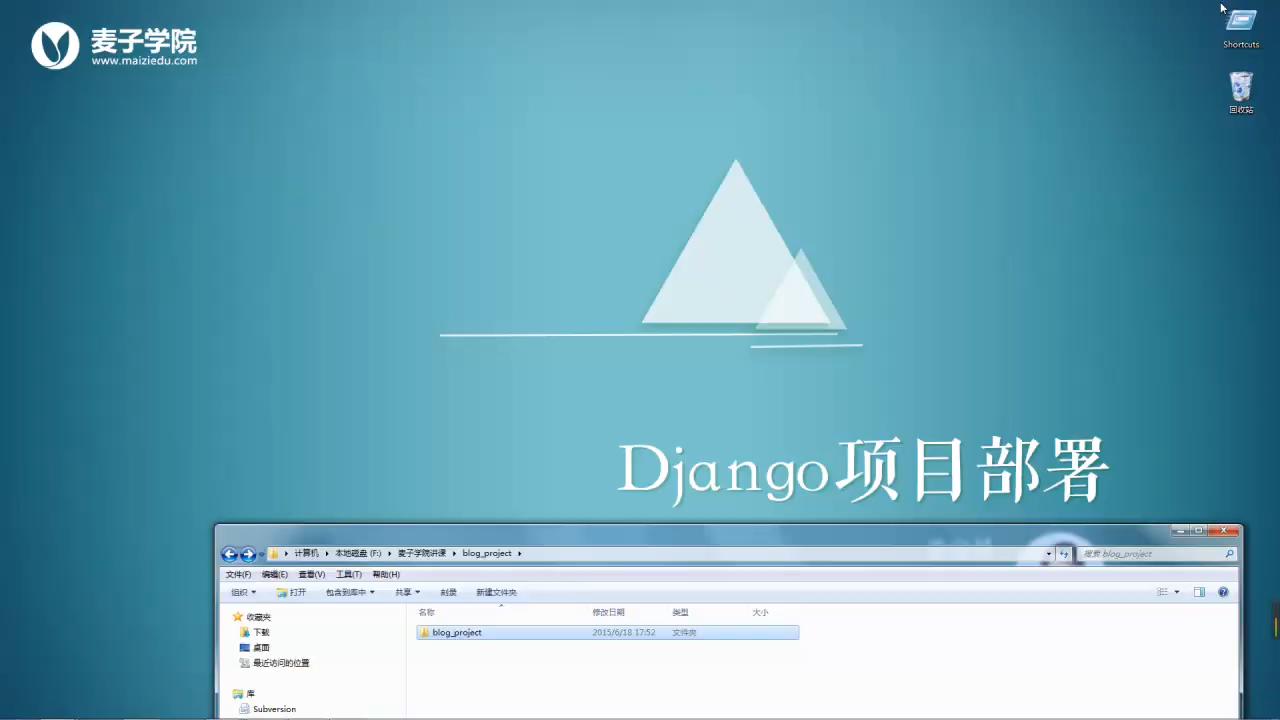 麦子学院
www.maiziedu.com
Shortcuts
回收站
Django项目部署
计算机 本地磁盘 (F:) 麦子学院讲课 blog_project
搜索 blog_project
文件(F) 编辑(E) 查看(V) 工具(T) 帮助(H)
组织 打开 包含到库中 共享 刻录 新建文件夹
名称 修改日期 类型 大小
收藏夹
blog_project 2015/6/18 17:52 文件夹
下载
桌面
最近访问的位置
库
Subversion